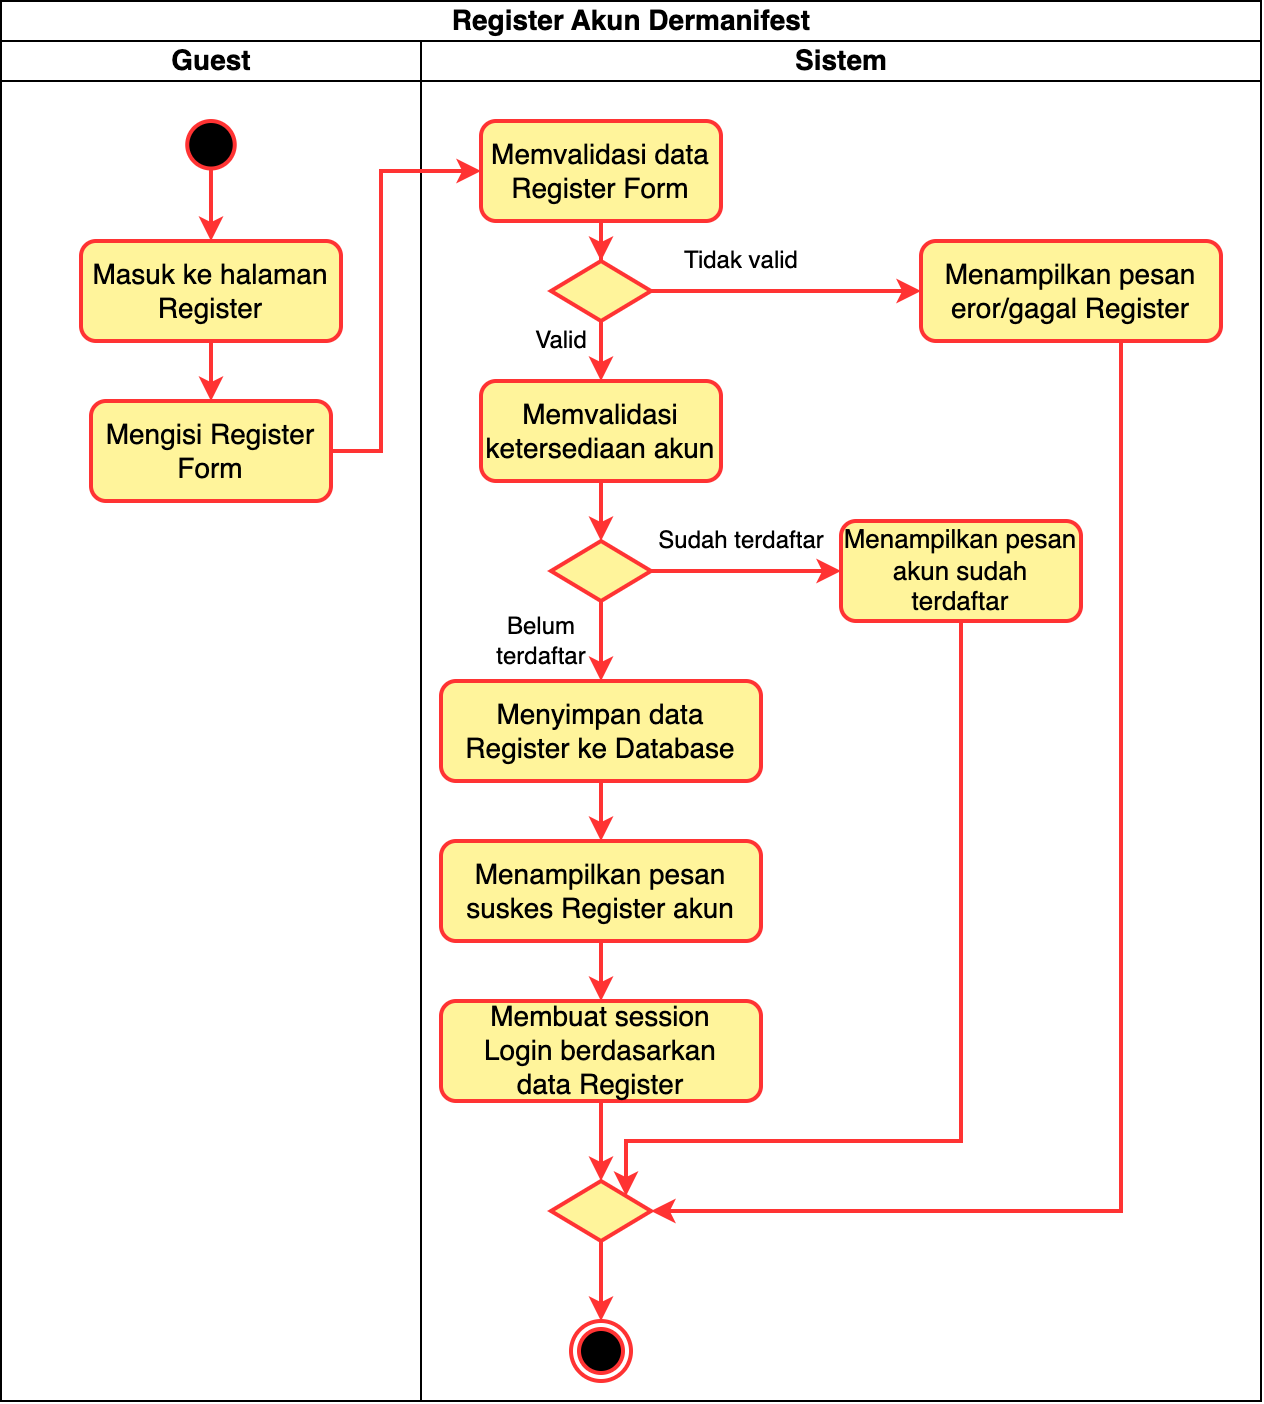 Register Akun Dermanifest
Guest
Sistem
Masuk ke halaman
Register
Mengisi Register
Form
Memvalidasi data
Register Form
Tidak valid
Menampilkan pesan
eror/gagal Register
Valid
Memvalidasi
ketersediaan akun
Sudah terdaftar
Menampilkan pesan
akun sudah
terdaftar
Belum
terdaftar
Menyimpan data
Register ke Database
Menampilkan pesan
suskes Register akun
Membuat session
Login berdasarkan
data Register